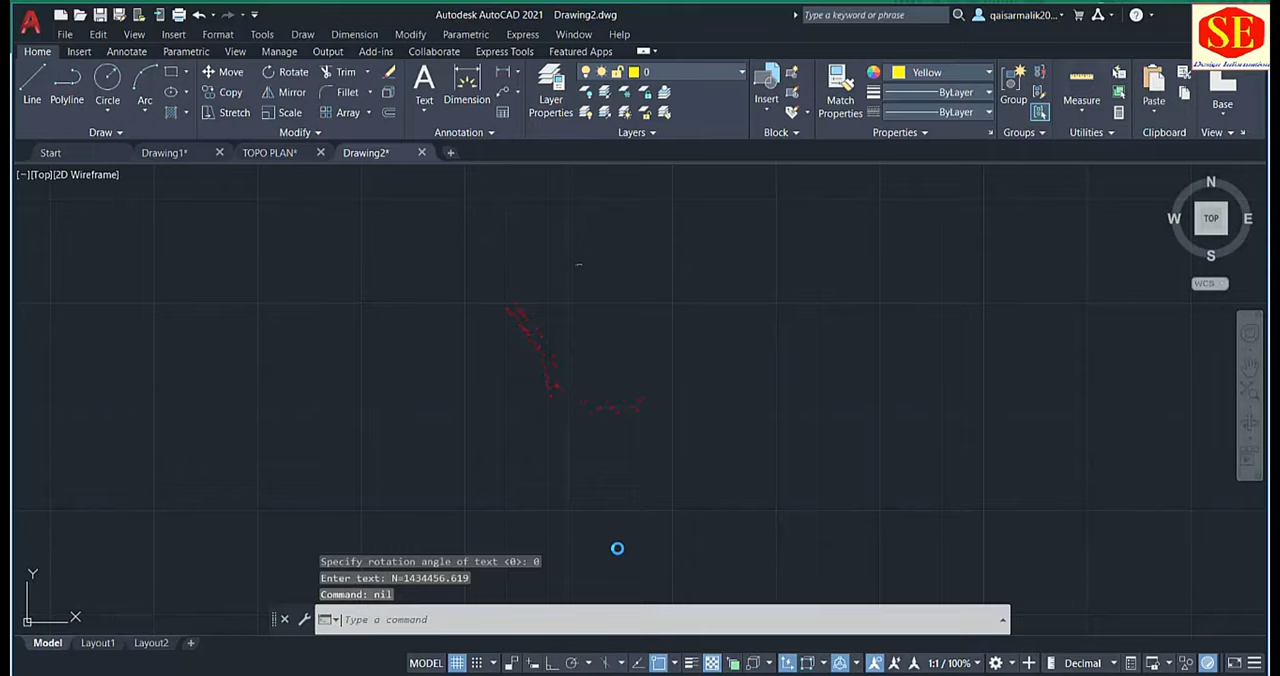 Autodesk AutoCAD 2021 Drawing2.dwg
Type a keyword or phrase
qaisarmalik20...
SE
Design Information
File Edit View Insert Format Tools Draw Dimension Modify Parametric Express Window Help
Home Insert Annotate Parametric View Manage Output Add-ins Collaborate Express Tools Featured Apps
Line Polyline Circle Arc
Move Rotate Trim
Copy Mirror Fillet
Stretch Scale Array
Text Dimension
Layer Properties
0
Insert
Match Properties
Yellow
ByLayer
ByLayer
Group
Measure
Paste
Base
Draw Modify Annotation Layers Block Properties Groups Utilities Clipboard View
Start Drawing1* TOPO PLAN* Drawing2*
[−][Top][2D Wireframe]
N
W TOP E
S
WCS
Y
X
Specify rotation angle of text <0>: 0
Enter text: N=1434456.619
Command: nil
Type a command
Model Layout1 Layout2
MODEL 1:1 / 100% Decimal